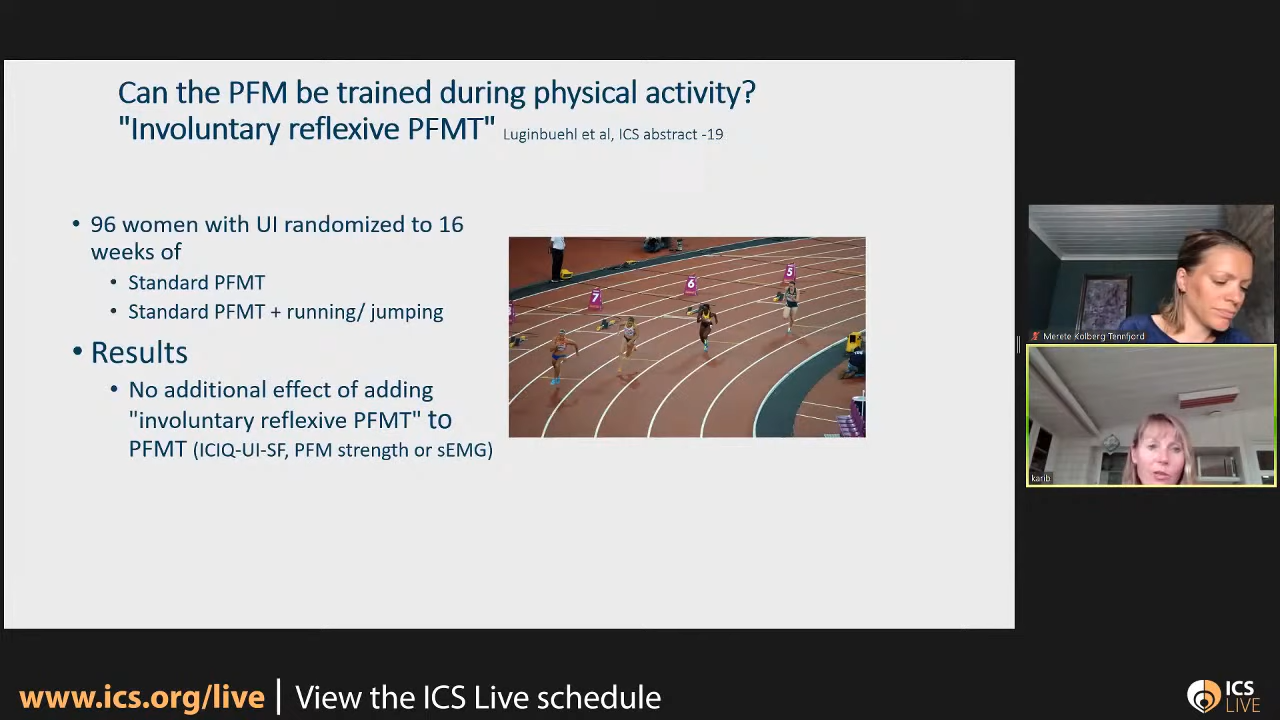 Can the PFM be trained during physical activity?
"Involuntary reflexive PFMT" Luginbuehl et al, ICS abstract -19
• 96 women with UI randomized to 16
weeks of
• Standard PFMT
• Standard PFMT + running/ jumping
• Results
• No additional effect of adding
"involuntary reflexive PFMT" to
PFMT (ICIQ-UI-SF, PFM strength or sEMG)
7
6
5
Merete Kolberg Tennfjord
karib
www.ics.org/live | View the ICS Live schedule
ICS
LIVE